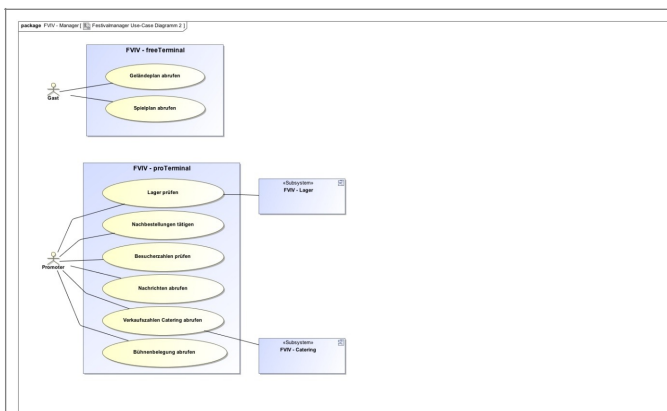 package FVIV - Manager [ Festivalmanager Use-Case Diagramm 2 ]
FVIV - freeTerminal
Geländeplan abrufen
Gast
Spielplan abrufen
FVIV - proTerminal
Lager prüfen
«Subsystem»
FVIV - Lager
Nachbestellungen tätigen
Besucherzahlen prüfen
Promoter
Nachrichten abrufen
Verkaufszahlen Catering abrufen
«Subsystem»
FVIV - Catering
Bühnenbelegung abrufen